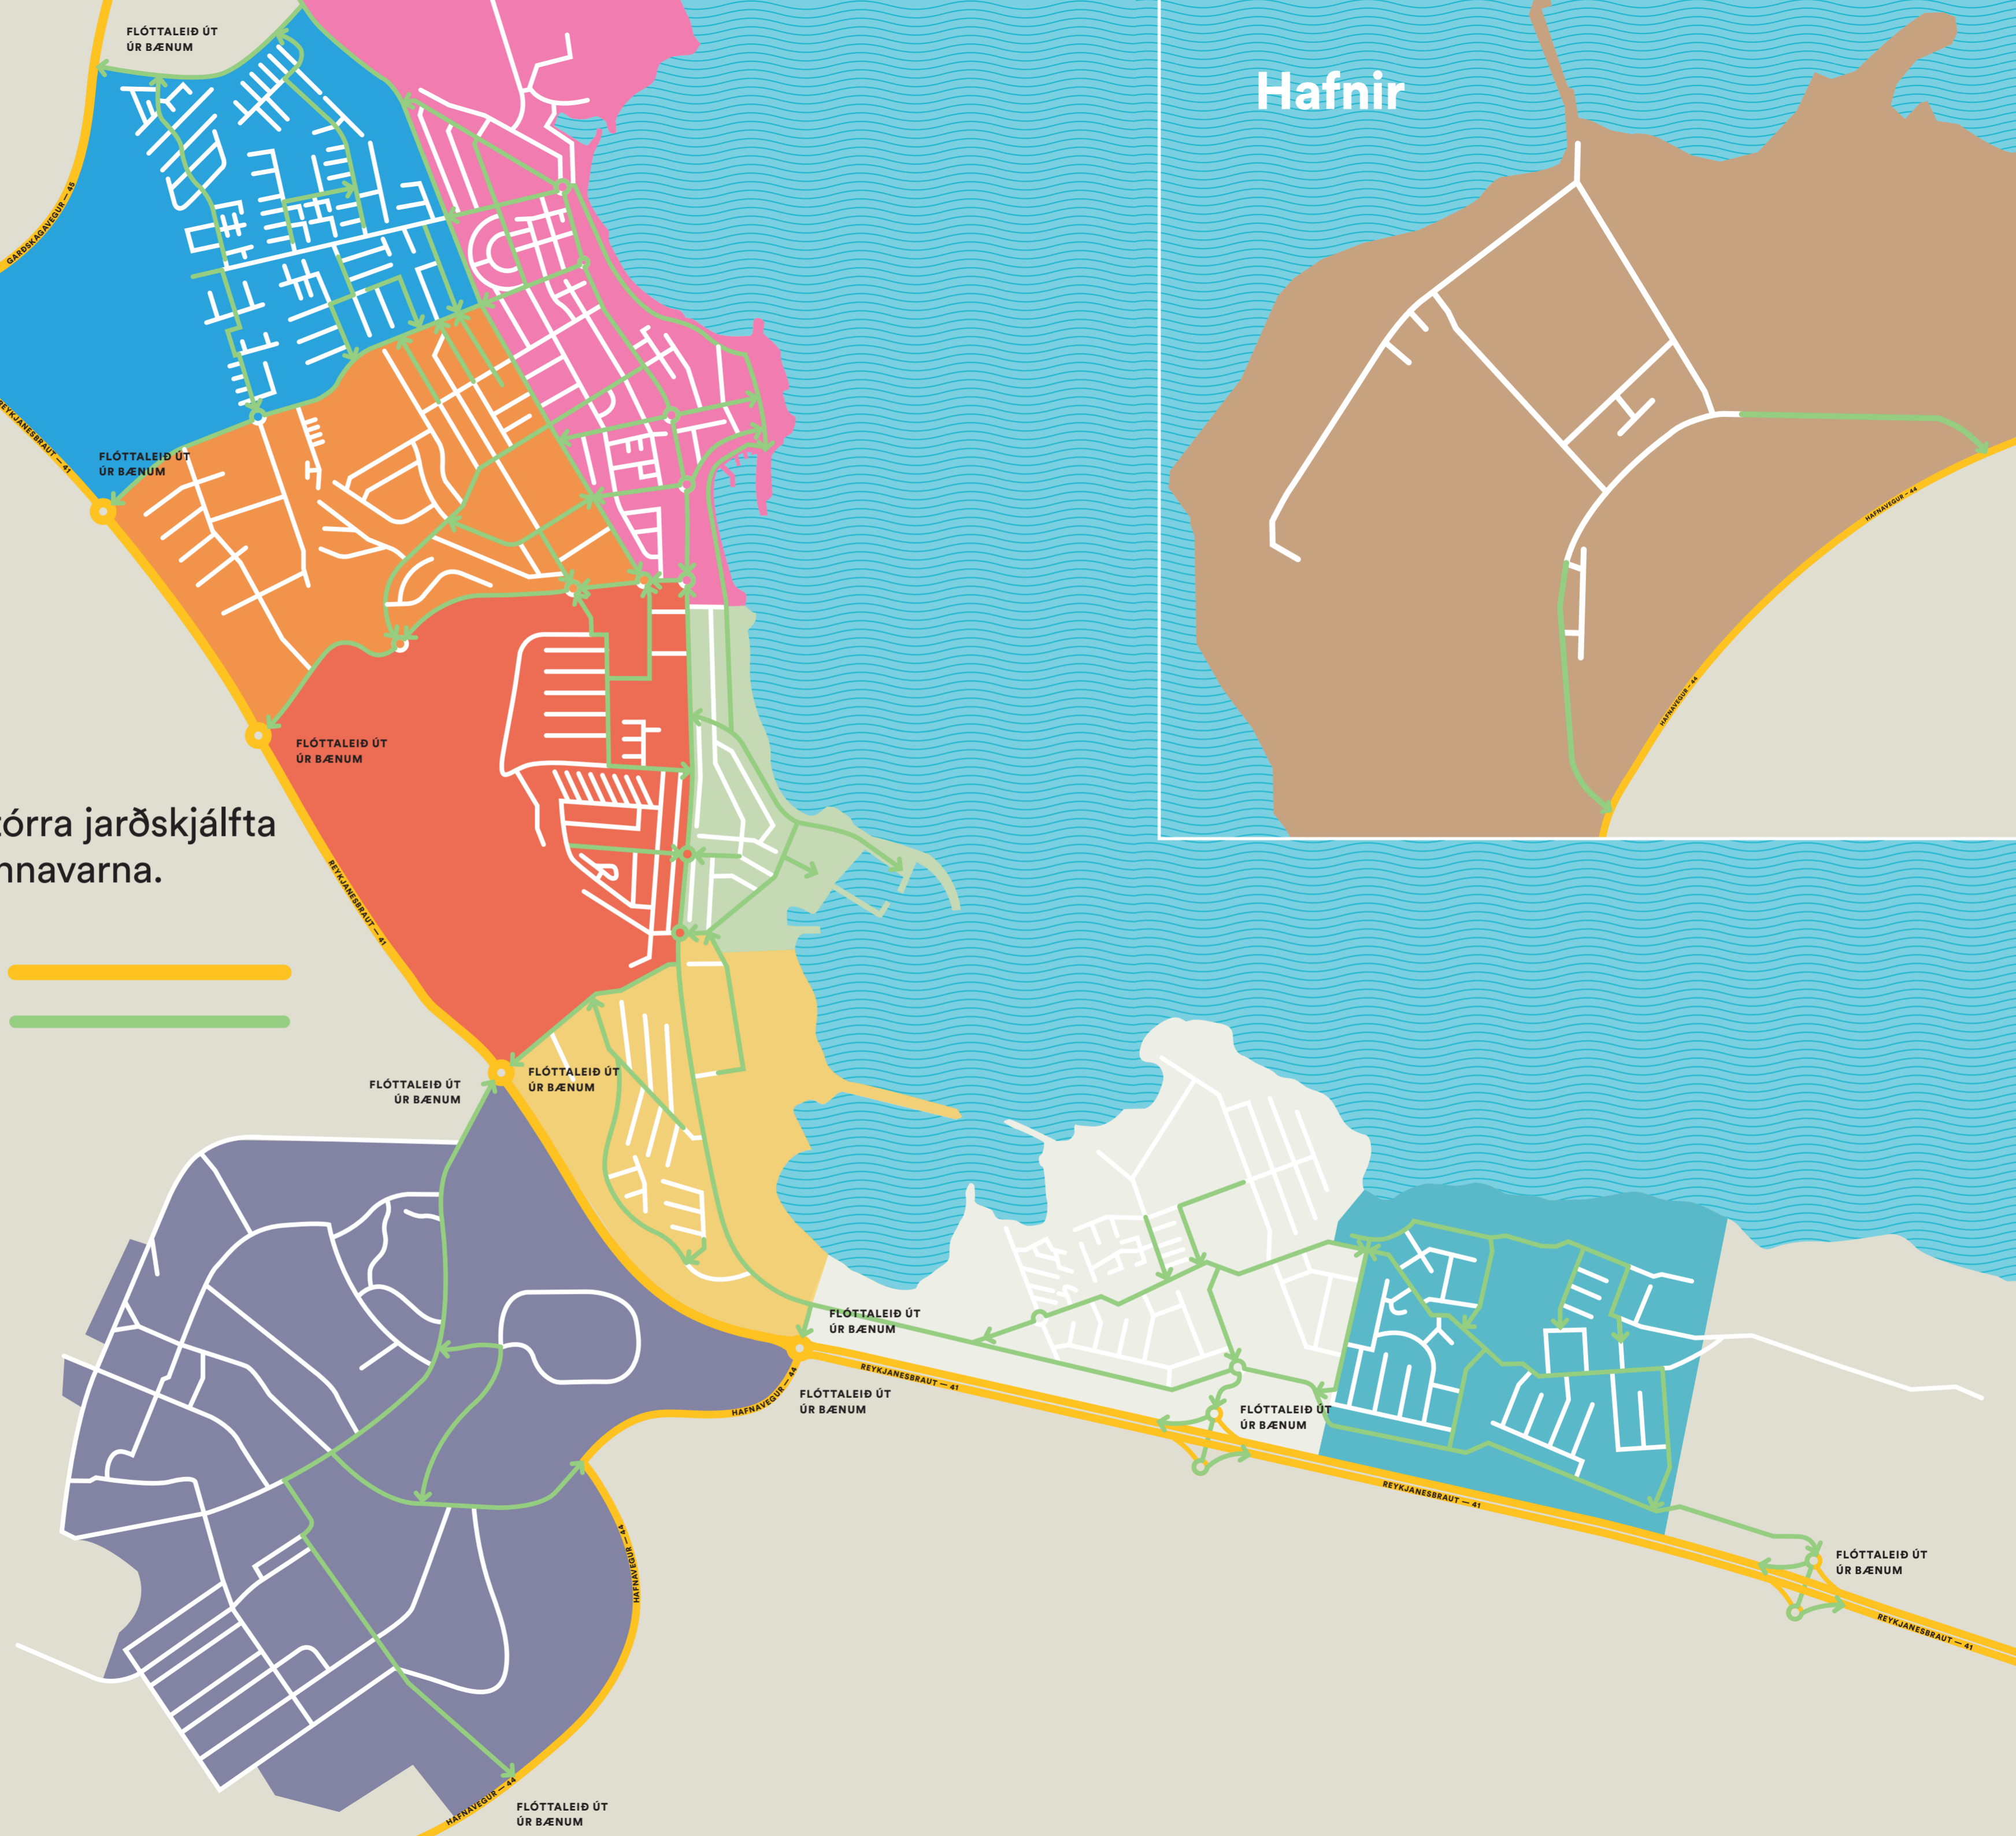 FLÓTTALEIÐ ÚT
ÚR BÆNUM
Hafnir
GARÐSKAGAVEGUR — 45
REYKJANESBRAUT — 41
FLÓTTALEIÐ ÚT
ÚR BÆNUM
HAFNAVEGUR – 44
HAFNAVEGUR – 44
FLÓTTALEIÐ ÚT
ÚR BÆNUM
tórra jarðskjálfta
nnavarna.
REYKJANESBRAUT — 41
FLÓTTALEIÐ ÚT
ÚR BÆNUM
FLÓTTALEIÐ ÚT
ÚR BÆNUM
FLÓTTALEIÐ ÚT
ÚR BÆNUM
REYKJANESBRAUT — 41
HAFNAVEGUR — 44
FLÓTTALEIÐ ÚT
ÚR BÆNUM
FLÓTTALEIÐ ÚT
ÚR BÆNUM
REYKJANESBRAUT — 41
HAFNAVEGUR — 44
FLÓTTALEIÐ ÚT
ÚR BÆNUM
REYKJANESBRAUT — 41
HAFNAVEGUR — 44
FLÓTTALEIÐ ÚT
ÚR BÆNUM